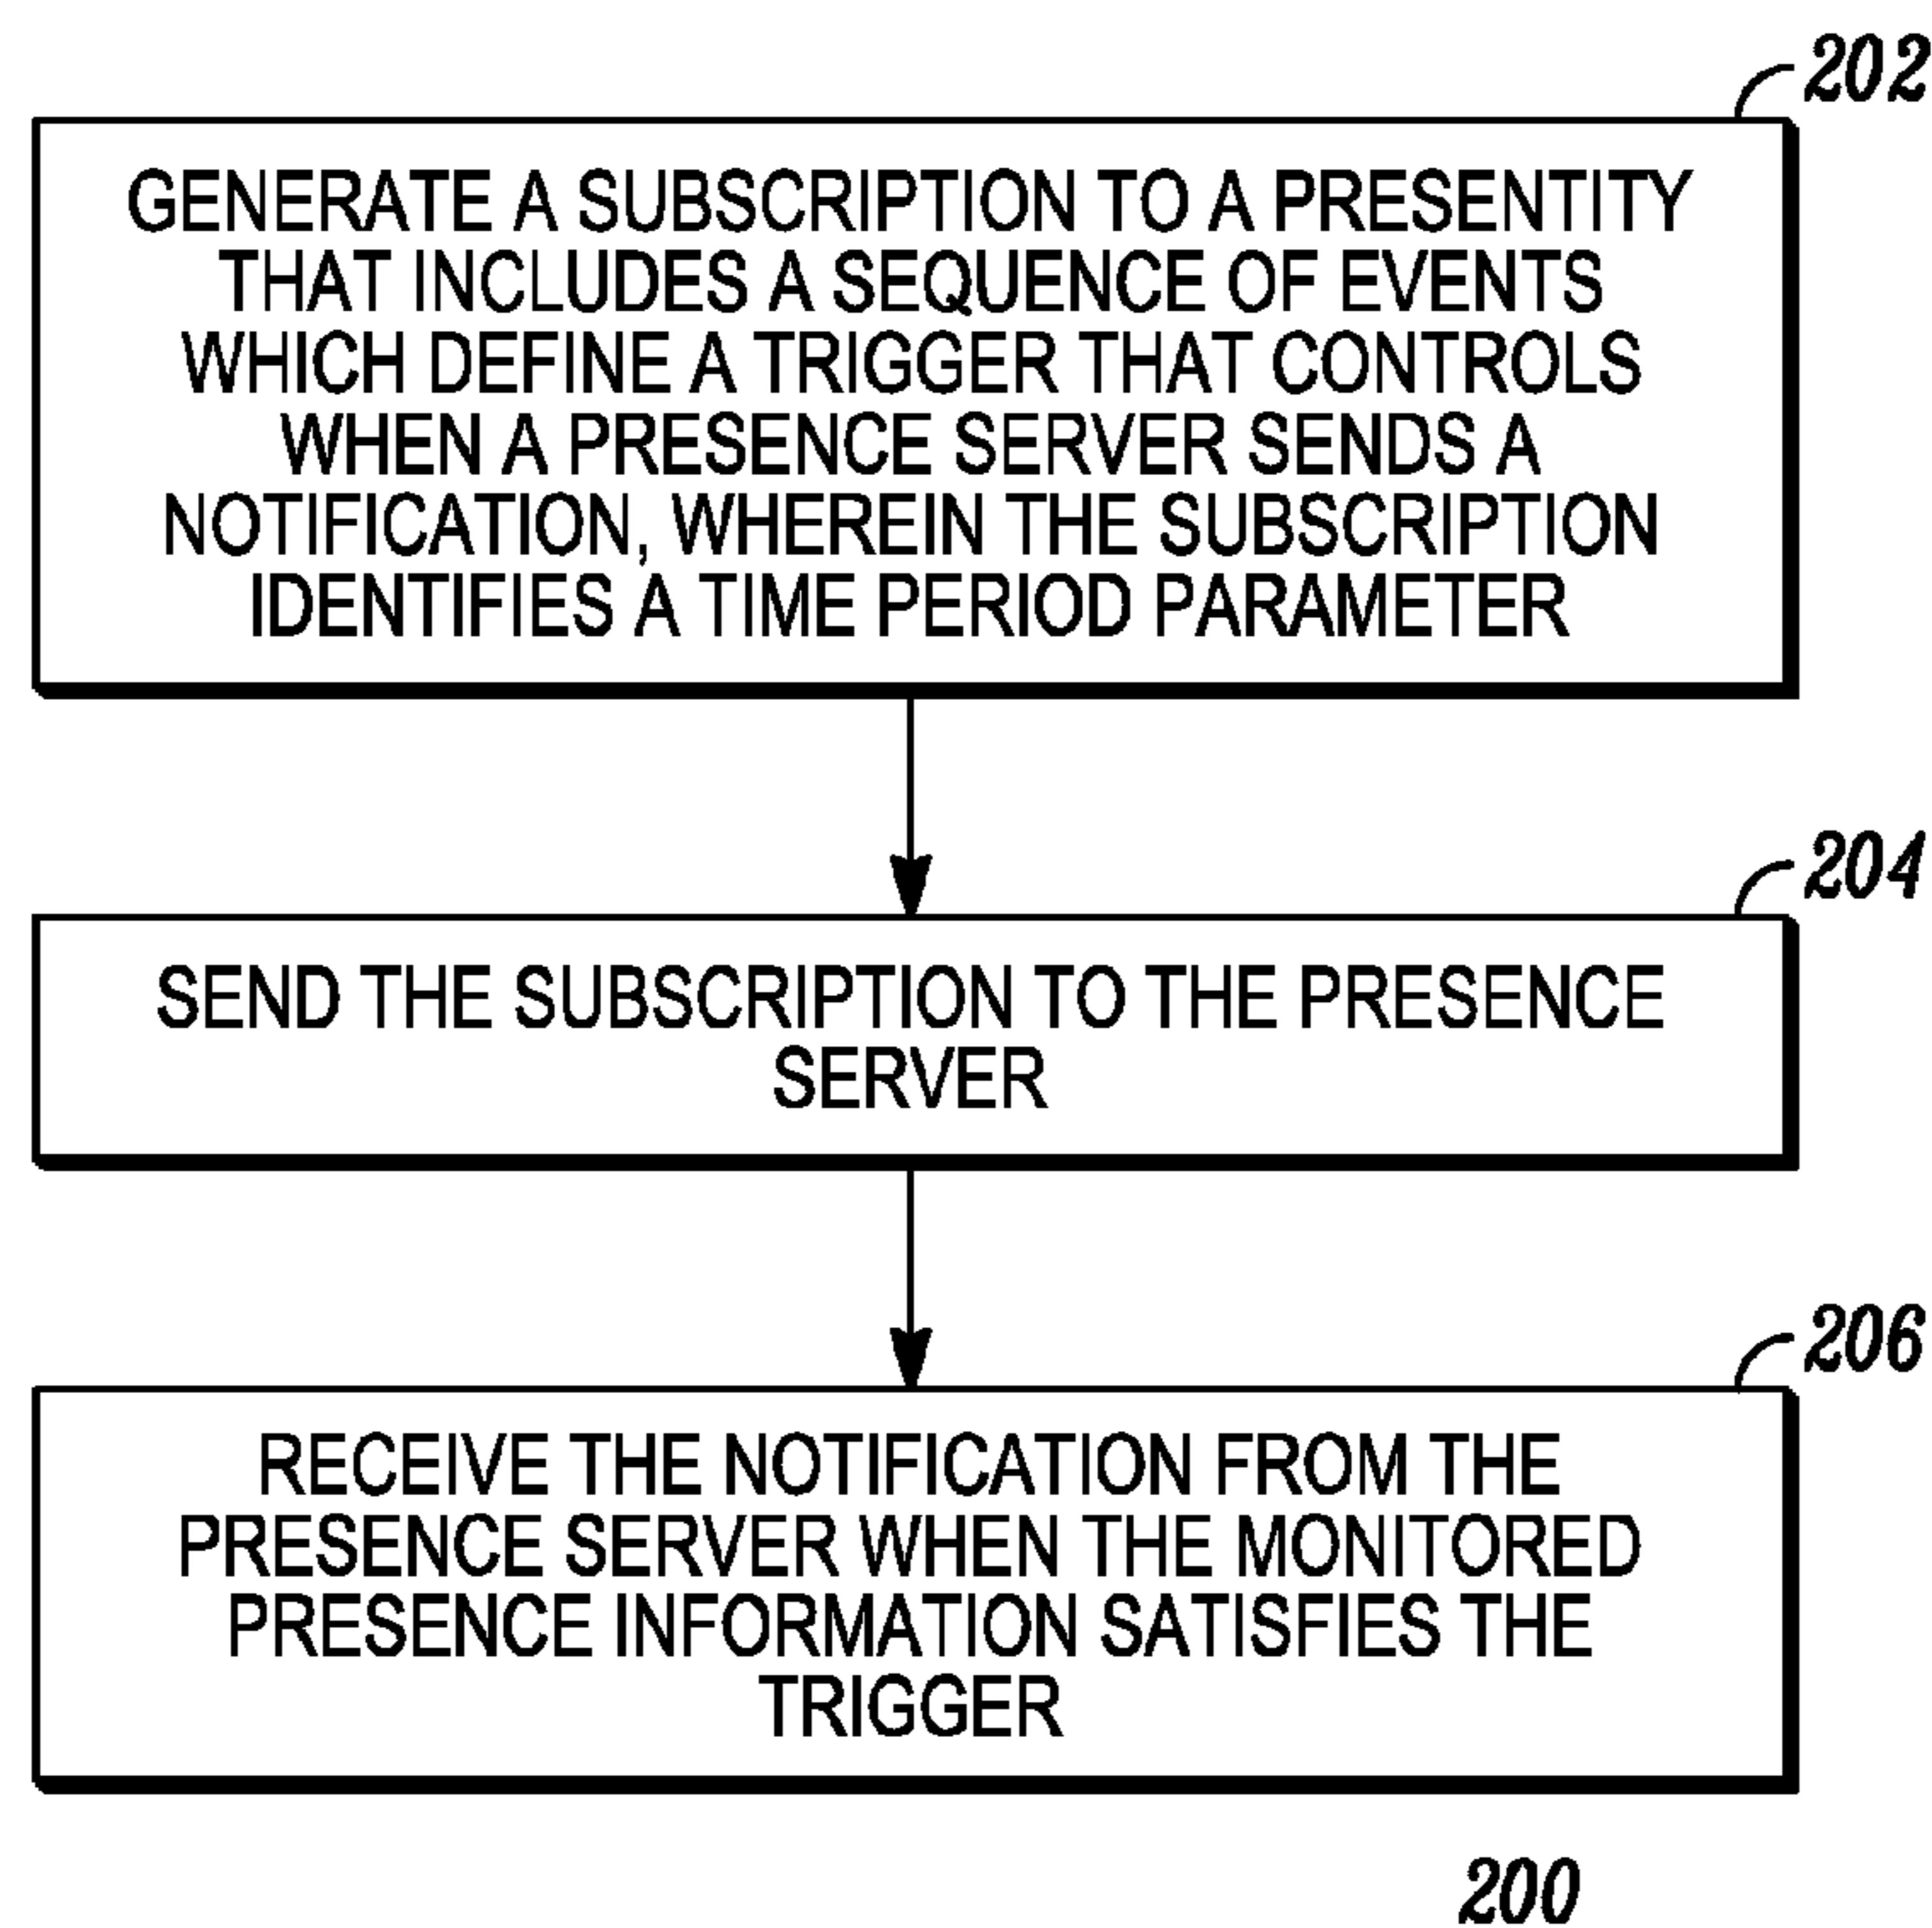 202
GENERATE A SUBSCRIPTION TO A PRESENTITY
THAT INCLUDES A SEQUENCE OF EVENTS
WHICH DEFINE A TRIGGER THAT CONTROLS
WHEN A PRESENCE SERVER SENDS A
NOTIFICATION, WHEREIN THE SUBSCRIPTION
IDENTIFIES A TIME PERIOD PARAMETER
204
SEND THE SUBSCRIPTION TO THE PRESENCE
SERVER
206
RECEIVE THE NOTIFICATION FROM THE
PRESENCE SERVER WHEN THE MONITORED
PRESENCE INFORMATION SATISFIES THE
TRIGGER
200